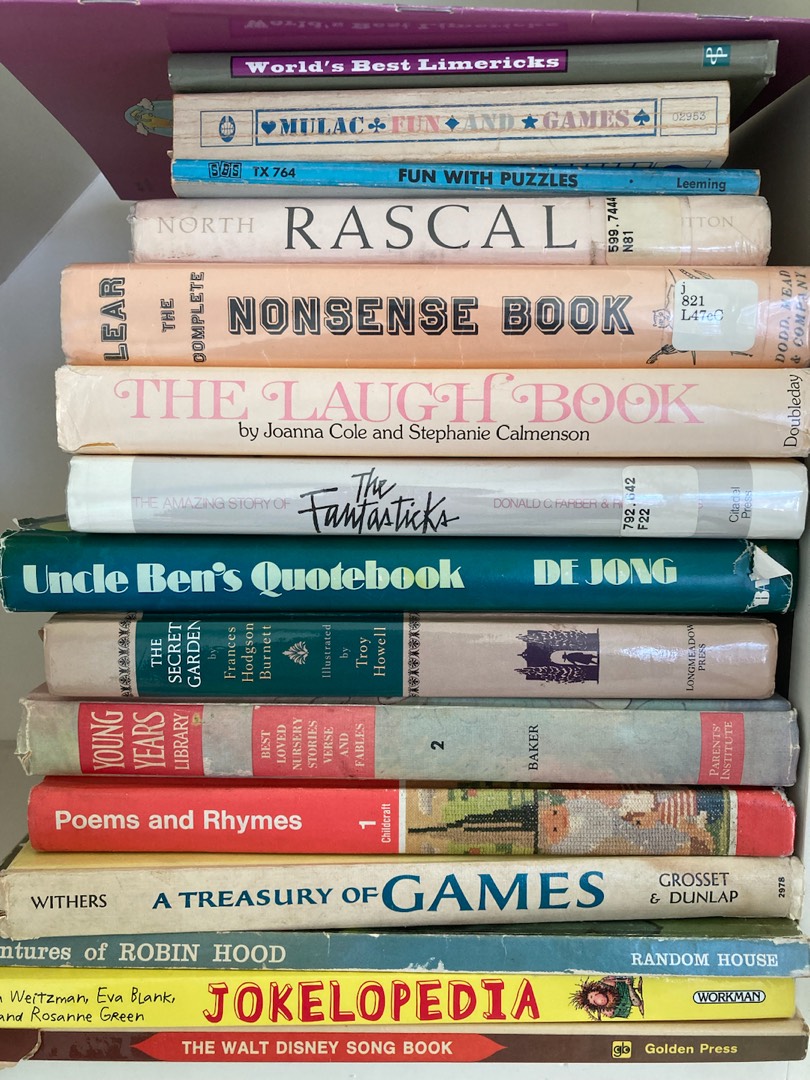 World's Best Limericks
MULAC FUN AND GAMES 02953
SBS TX 764 FUN WITH PUZZLES Leeming
NORTH RASCAL 599.7444 N81 TTON
LEAR THE COMPLETE NONSENSE BOOK j 821 L47eC DODD, MEAD & COMPANY
THE LAUGH BOOK Doubleday
by Joanna Cole and Stephanie Calmenson
THE AMAZING STORY OF The Fantasticks DONALD C FARBER & R 792.642 F22 Citadel Press
Uncle Ben's Quotebook DE JONG
THE SECRET GARDEN by Frances Hodgson Burnett Illustrated by Troy Howell LONGMEADOW PRESS
YOUNG YEARS LIBRARY BEST LOVED NURSERY STORIES VERSE AND FABLES 2 BAKER PARENTS' INSTITUTE
Poems and Rhymes 1 Childcraft
WITHERS A TREASURY OF GAMES GROSSET & DUNLAP 2978
ntures of ROBIN HOOD RANDOM HOUSE
Weitzman, Eva Blank, and Rosanne Green JOKELOPEDIA WORKMAN
THE WALT DISNEY SONG BOOK Golden Press